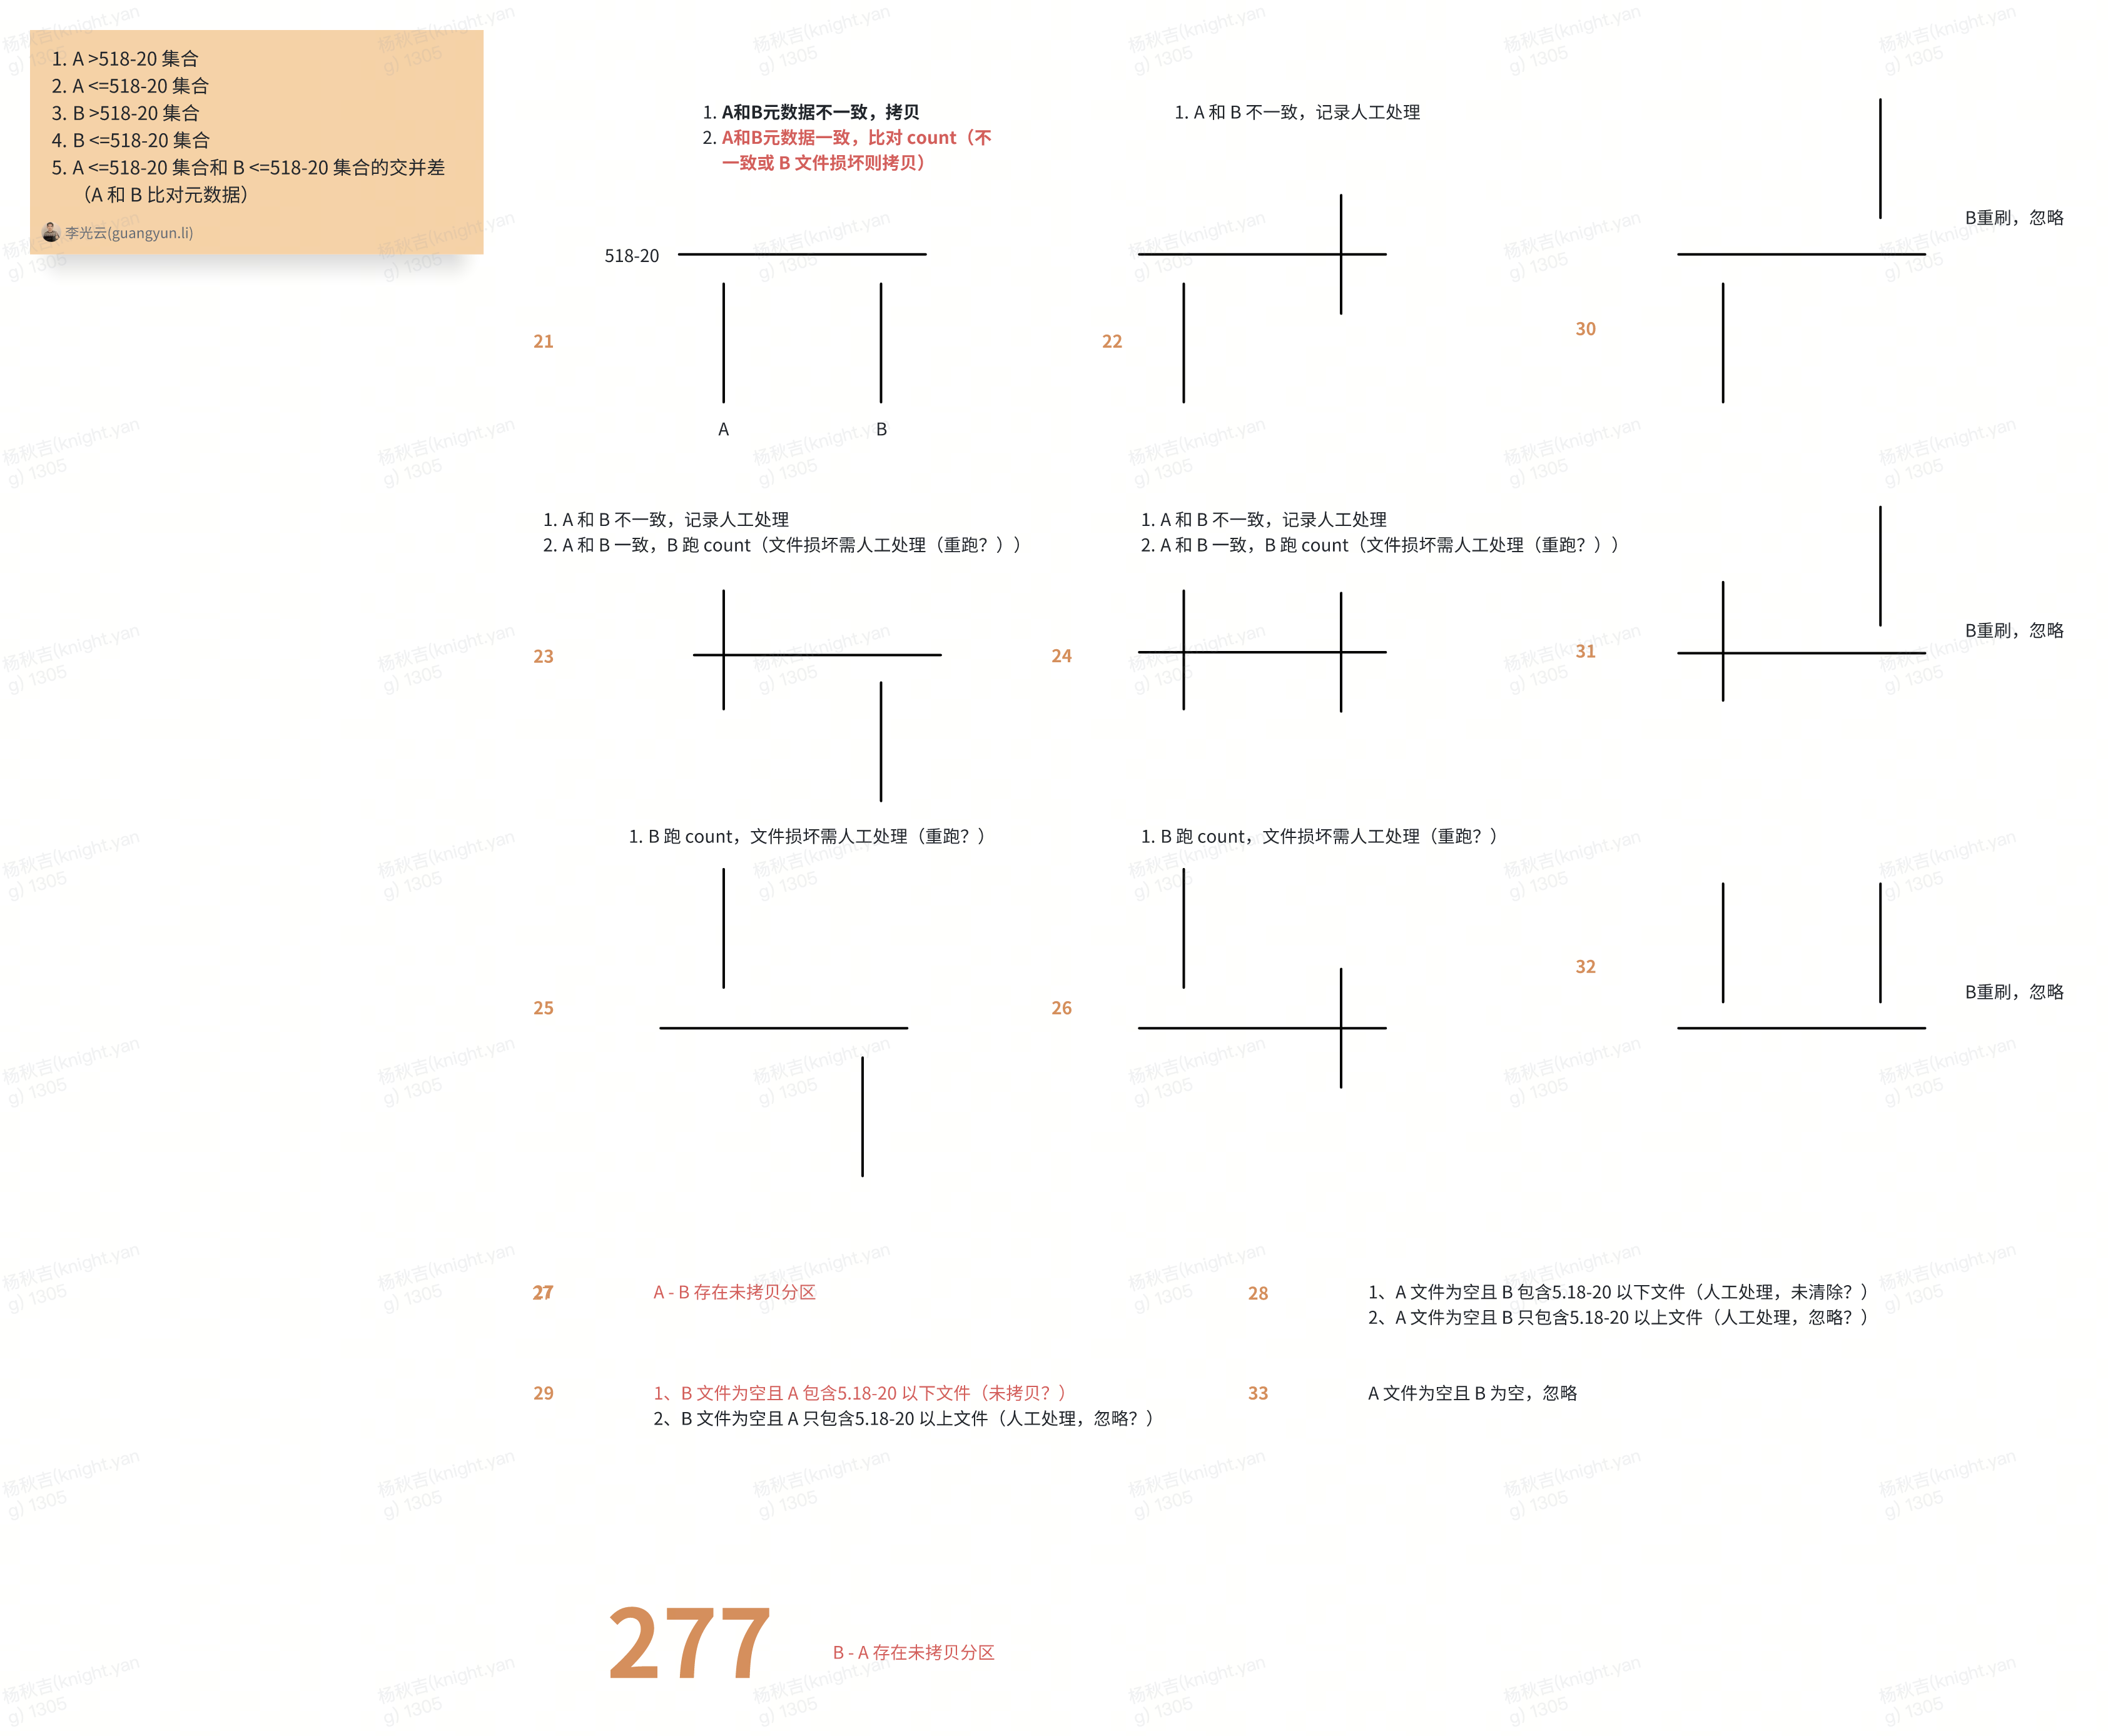 1. A >518-20 集合
2. A <=518-20 集合
3. B >518-20 集合
4. B <=518-20 集合
5. A <=518-20 集合和 B <=518-20 集合的交并差
（A 和 B 比对元数据）
李光云(guangyun.li)
1. A和B元数据不一致，拷贝
2. A和B元数据一致，比对 count（不
一致或 B 文件损坏则拷贝）
1. A 和 B 不一致，记录人工处理
B重刷，忽略
518-20
21
22
30
A
B
1. A 和 B 不一致，记录人工处理
2. A 和 B 一致，B 跑 count（文件损坏需人工处理（重跑？））
1. A 和 B 不一致，记录人工处理
2. A 和 B 一致，B 跑 count（文件损坏需人工处理（重跑？））
B重刷，忽略
23
24
31
1. B 跑 count，文件损坏需人工处理（重跑？）
1. B 跑 count，文件损坏需人工处理（重跑？）
32
B重刷，忽略
25
26
27
A - B 存在未拷贝分区
28
1、A 文件为空且 B 包含5.18-20 以下文件（人工处理，未清除？）
2、A 文件为空且 B 只包含5.18-20 以上文件（人工处理，忽略？）
29
1、B 文件为空且 A 包含5.18-20 以下文件（未拷贝？）
2、B 文件为空且 A 只包含5.18-20 以上文件（人工处理，忽略？）
33
A 文件为空且 B 为空，忽略
277
B - A 存在未拷贝分区
杨秋吉(knight.yan
g) 1305